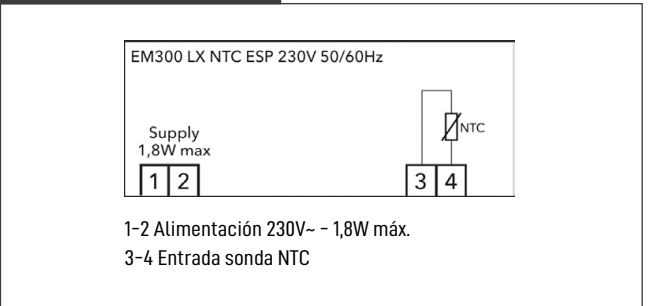 EM300 LX NTC ESP 230V 50/60Hz
NTC
Supply
1,8W max
1 2
3 4
1-2 Alimentación 230V~ - 1,8W máx.
3-4 Entrada sonda NTC